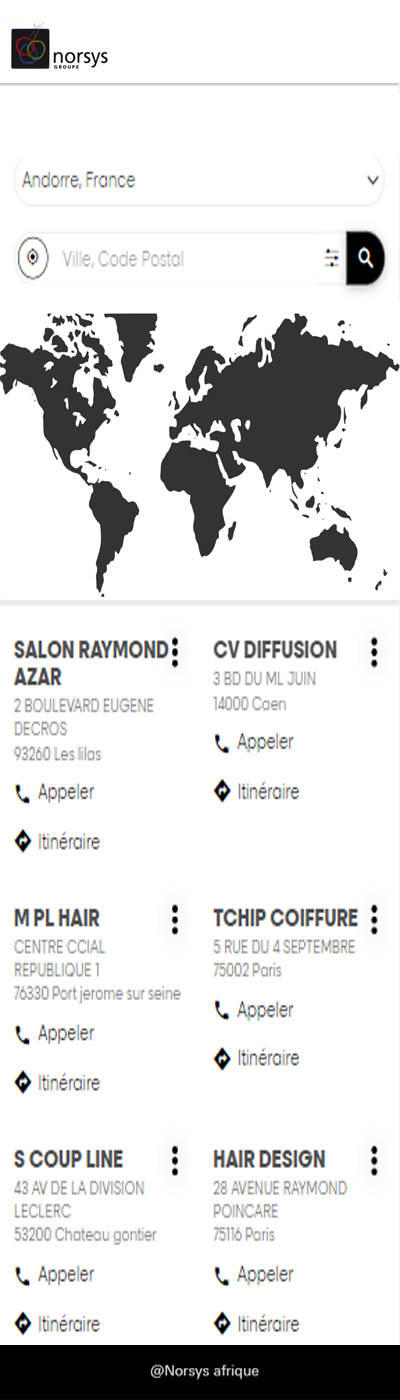 norsys
GROUPE
Andorre, France
Ville, Code Postal
SALON RAYMOND
AZAR
2 BOULEVARD EUGENE
DECROS
93260 Les lilas
Appeler
Itinéraire
CV DIFFUSION
3 BD DU ML JUIN
14000 Caen
Appeler
Itinéraire
M PL HAIR
CENTRE CCIAL
REPUBLIQUE 1
76330 Port jerome sur seine
Appeler
Itinéraire
TCHIP COIFFURE
5 RUE DU 4 SEPTEMBRE
75002 Paris
Appeler
Itinéraire
S COUP LINE
43 AV DE LA DIVISION
LECLERC
53200 Chateau gontier
Appeler
Itinéraire
HAIR DESIGN
28 AVENUE RAYMOND
POINCARE
75116 Paris
Appeler
Itinéraire
@Norsys afrique